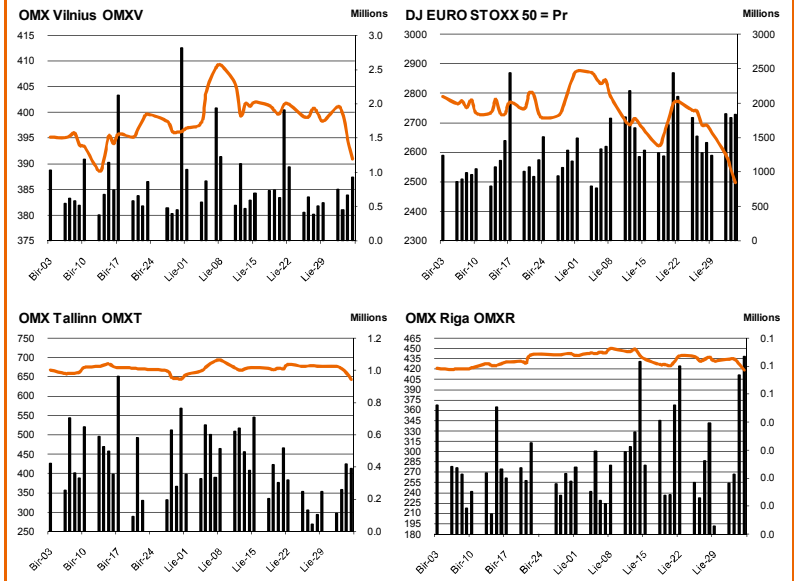 OMX Vilnius OMXV
Millions
415
410
405
400
395
390
385
380
375
3.0
2.5
2.0
1.5
1.0
0.5
0.0
Bir-03
Bir-10
Bir-17
Bir-24
Lie-01
Lie-08
Lie-15
Lie-22
Lie-29
DJ EURO STOXX 50 = Pr
Millions
3000
2900
2800
2700
2600
2500
2400
2300
3000
2500
2000
1500
1000
500
0
Bir-03
Bir-10
Bir-17
Bir-24
Lie-01
Lie-08
Lie-15
Lie-22
Lie-29
OMX Tallinn OMXT
Millions
750
700
650
600
550
500
450
400
350
300
250
1.2
1.0
0.8
0.6
0.4
0.2
0.0
Bir-03
Bir-10
Bir-17
Bir-24
Lie-01
Lie-08
Lie-15
Lie-22
Lie-29
OMX Riga OMXR
Millions
465
450
435
420
405
390
375
360
345
330
315
300
285
270
255
240
225
210
195
180
0.1
0.1
0.1
0.1
0.0
0.0
0.0
0.0
Bir-03
Bir-10
Bir-17
Bir-24
Lie-01
Lie-08
Lie-15
Lie-22
Lie-29